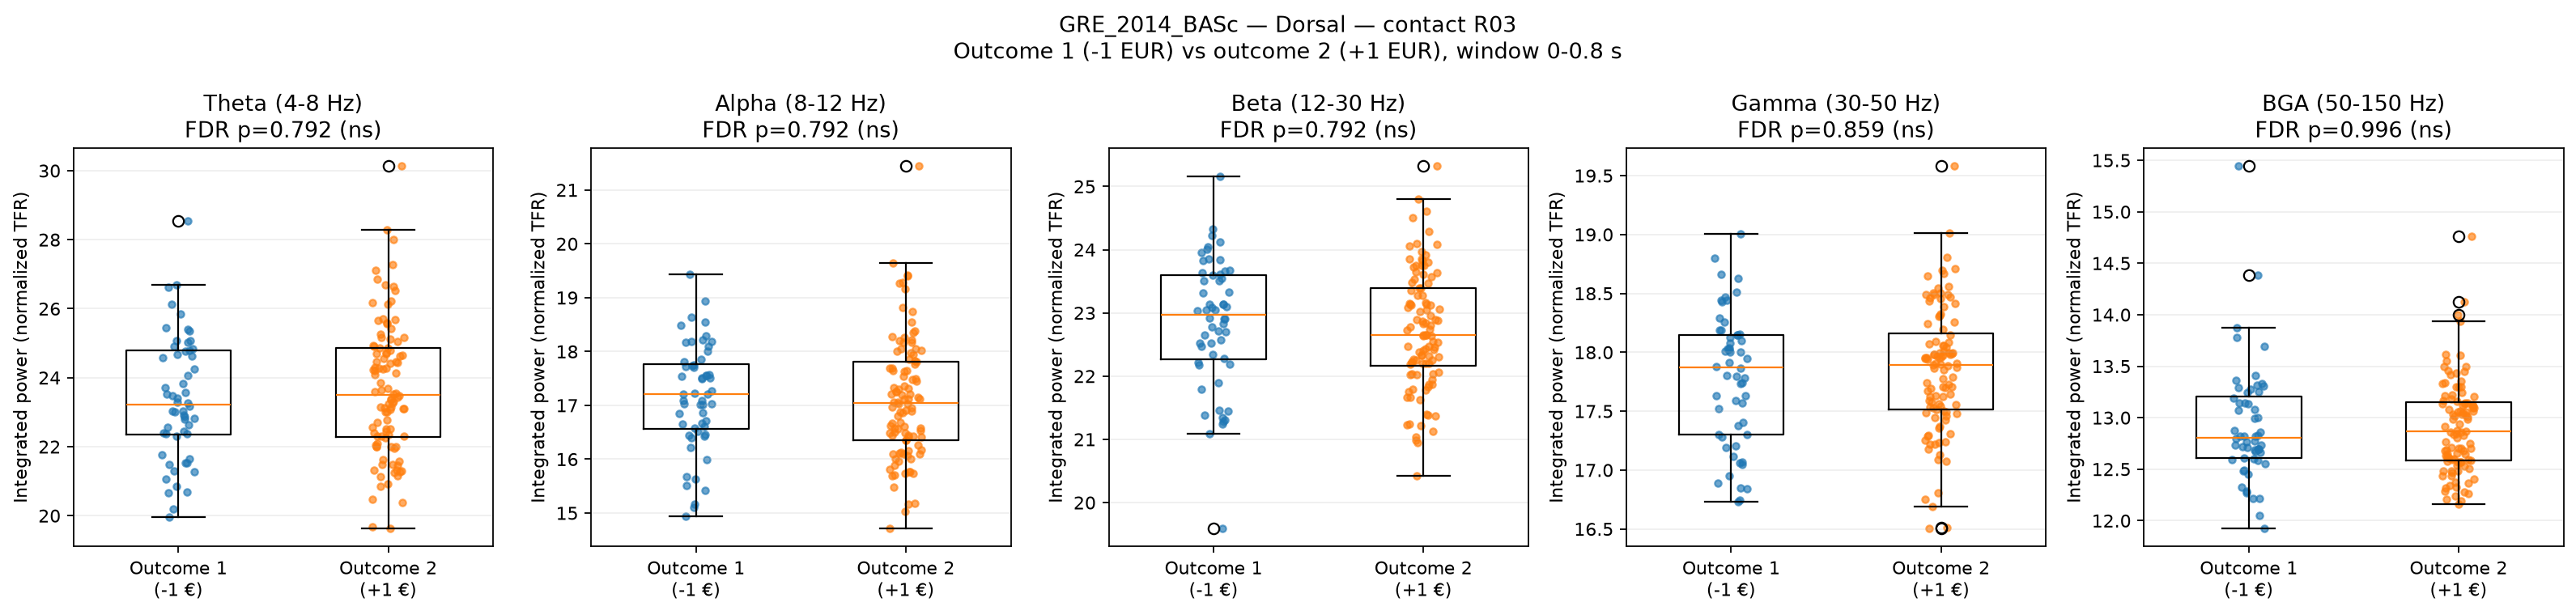 GRE_2014_BASc — Dorsal — contact R03
Outcome 1 (-1 EUR) vs outcome 2 (+1 EUR), window 0-0.8 s
Theta (4-8 Hz)
FDR p=0.792 (ns)
Integrated power (normalized TFR)
30
28
26
24
22
20
Outcome 1
(-1 €)
Outcome 2
(+1 €)
Alpha (8-12 Hz)
FDR p=0.792 (ns)
Integrated power (normalized TFR)
21
20
19
18
17
16
15
Outcome 1
(-1 €)
Outcome 2
(+1 €)
Beta (12-30 Hz)
FDR p=0.792 (ns)
Integrated power (normalized TFR)
25
24
23
22
21
20
Outcome 1
(-1 €)
Outcome 2
(+1 €)
Gamma (30-50 Hz)
FDR p=0.859 (ns)
Integrated power (normalized TFR)
19.5
19.0
18.5
18.0
17.5
17.0
16.5
Outcome 1
(-1 €)
Outcome 2
(+1 €)
BGA (50-150 Hz)
FDR p=0.996 (ns)
Integrated power (normalized TFR)
15.5
15.0
14.5
14.0
13.5
13.0
12.5
12.0
Outcome 1
(-1 €)
Outcome 2
(+1 €)